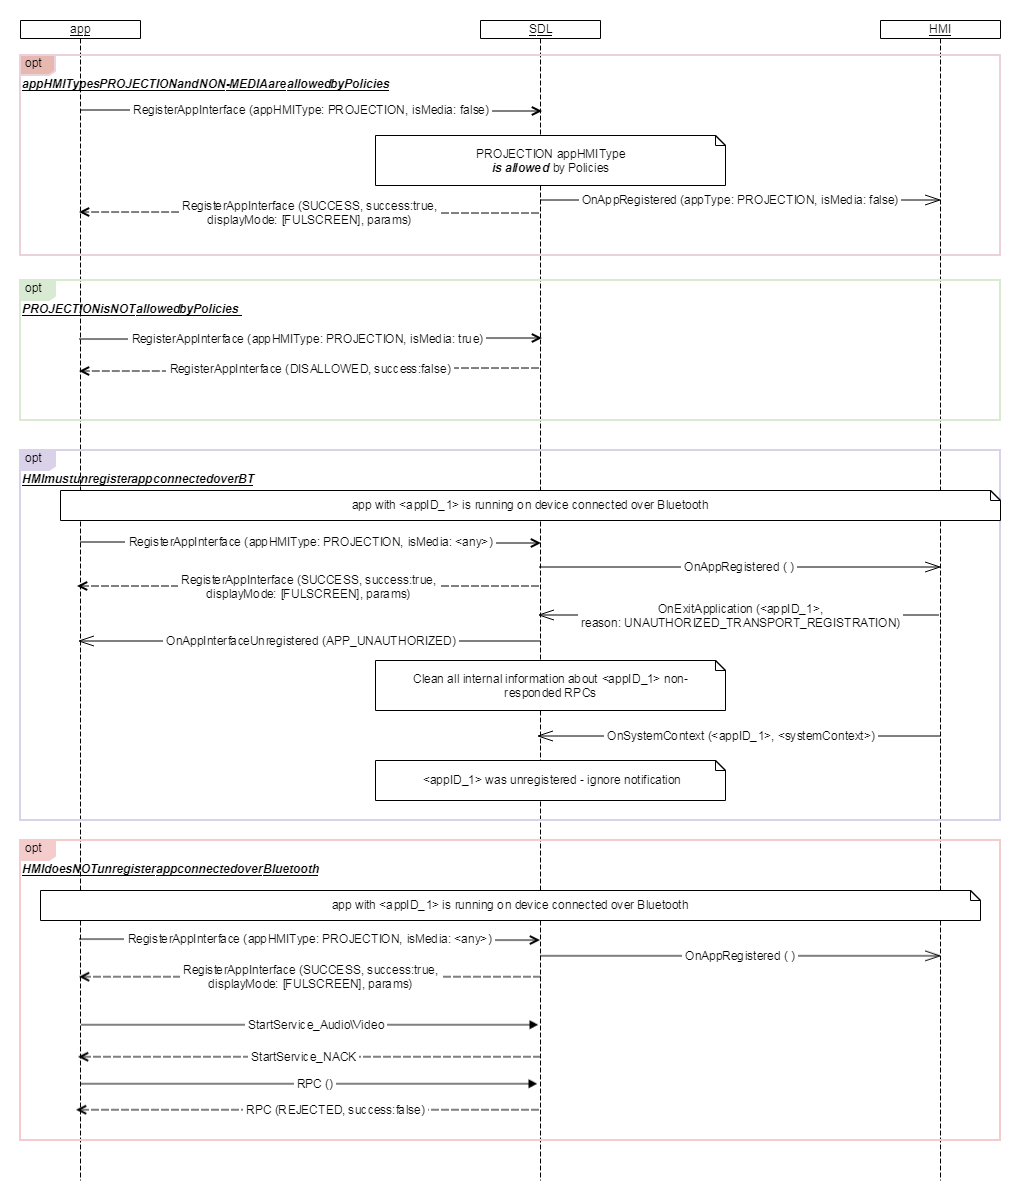 app
SDL
HMI
opt
appHMITypesPROJECTIONandNON-MEDIAareallowedbyPolicies
RegisterAppInterface (appHMIType: PROJECTION, isMedia: false)
PROJECTION appHMIType
is allowed by Policies
OnAppRegistered (appType: PROJECTION, isMedia: false)
RegisterAppInterface (SUCCESS, success:true,
displayMode: [FULSCREEN], params)
opt
PROJECTIONisNOTallowedbyPolicies
RegisterAppInterface (appHMIType: PROJECTION, isMedia: true)
RegisterAppInterface (DISALLOWED, success:false)
opt
HMImustunregisterappconnectedoverBT
app with <appID_1> is running on device connected over Bluetooth
RegisterAppInterface (appHMIType: PROJECTION, isMedia: <any>)
OnAppRegistered ( )
RegisterAppInterface (SUCCESS, success:true,
displayMode: [FULSCREEN], params)
OnExitApplication (<appID_1>,
reason: UNAUTHORIZED_TRANSPORT_REGISTRATION)
OnAppInterfaceUnregistered (APP_UNAUTHORIZED)
Clean all internal information about <appID_1> non-
responded RPCs
OnSystemContext (<appID_1>, <systemContext>)
<appID_1> was unregistered - ignore notification
opt
HMIdoesNOTunregisterappconnectedoverBluetooth
app with <appID_1> is running on device connected over Bluetooth
RegisterAppInterface (appHMIType: PROJECTION, isMedia: <any>)
OnAppRegistered ( )
RegisterAppInterface (SUCCESS, success:true,
displayMode: [FULSCREEN], params)
StartService_Audio\Video
StartService_NACK
RPC ()
RPC (REJECTED, success:false)